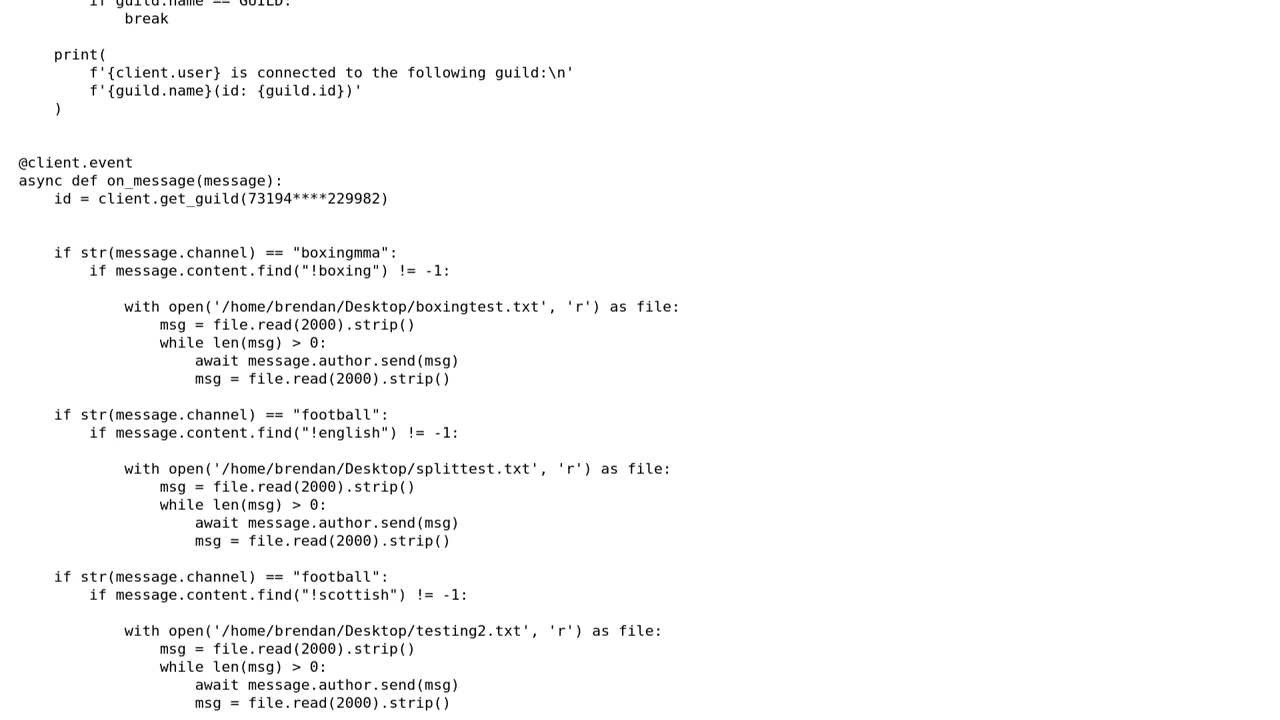 if guild.name == GUILD:
break
print(
f'{client.user} is connected to the following guild:\n'
f'{guild.name}(id: {guild.id})'
)
@client.event
async def on_message(message):
id = client.get_guild(73194****229982)
if str(message.channel) == "boxingmma":
if message.content.find("!boxing") != -1:
with open('/home/brendan/Desktop/boxingtest.txt', 'r') as file:
msg = file.read(2000).strip()
while len(msg) > 0:
await message.author.send(msg)
msg = file.read(2000).strip()
if str(message.channel) == "football":
if message.content.find("!english") != -1:
with open('/home/brendan/Desktop/splittest.txt', 'r') as file:
msg = file.read(2000).strip()
while len(msg) > 0:
await message.author.send(msg)
msg = file.read(2000).strip()
if str(message.channel) == "football":
if message.content.find("!scottish") != -1:
with open('/home/brendan/Desktop/testing2.txt', 'r') as file:
msg = file.read(2000).strip()
while len(msg) > 0:
await message.author.send(msg)
msg = file.read(2000).strip()